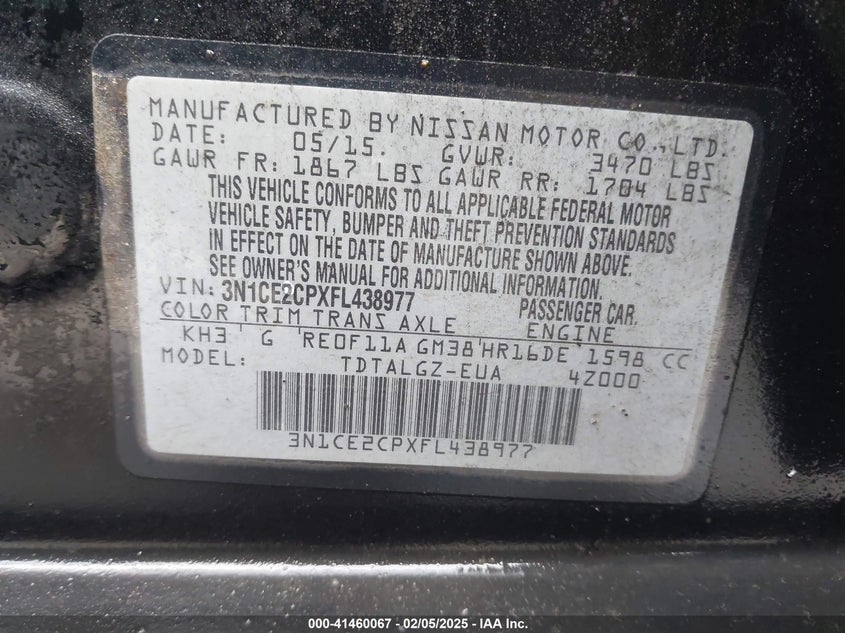 MANUFACTURED BY NISSAN MOTOR CO.,LTD.
DATE: 05/15. GVWR: 3470 LBS
GAWR FR: 1867 LBS GAWR RR: 1704 LBS
THIS VEHICLE CONFORMS TO ALL APPLICABLE FEDERAL MOTOR
VEHICLE SAFETY, BUMPER AND THEFT PREVENTION STANDARDS
IN EFFECT ON THE DATE OF MANUFACTURE SHOWN ABOVE.
SEE OWNER'S MANUAL FOR ADDITIONAL INFORMATION.
VIN: 3N1CE2CPXFL438977 PASSENGER CAR.
COLOR TRIM TRANS AXLE ENGINE
KH3 ' G 'RE0F11A GM38'HR16DE 1598 CC
MODEL: TDTALGZ-EUA 4Z000
3N1CE2CPXFL438977
000-41460067 - 02/05/2025 - IAA, Inc.